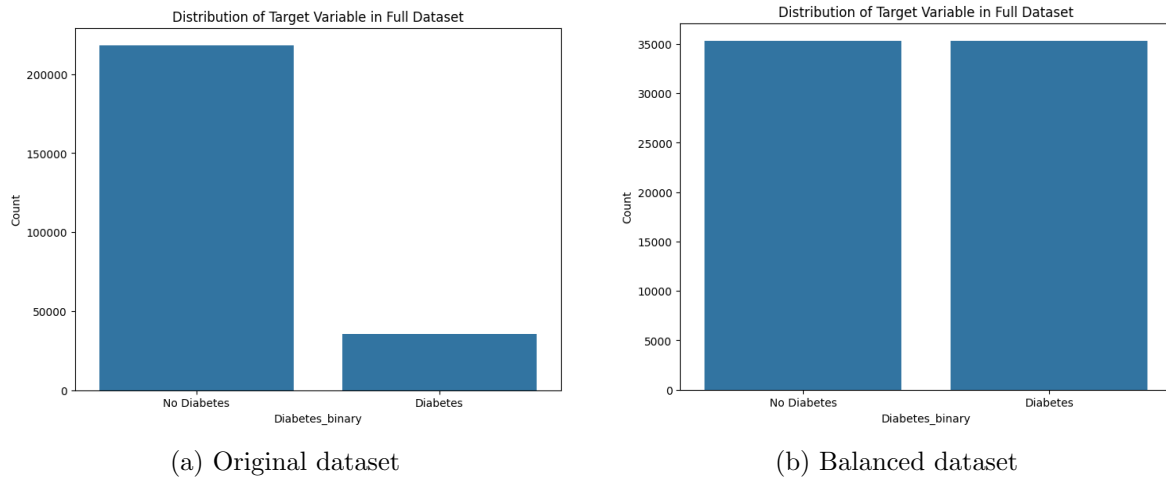 Distribution of Target Variable in Full Dataset
200000
150000
100000
50000
0
Count
No Diabetes
Diabetes
Diabetes_binary
(a) Original dataset
Distribution of Target Variable in Full Dataset
35000
30000
25000
20000
15000
10000
5000
0
Count
No Diabetes
Diabetes
Diabetes_binary
(b) Balanced dataset